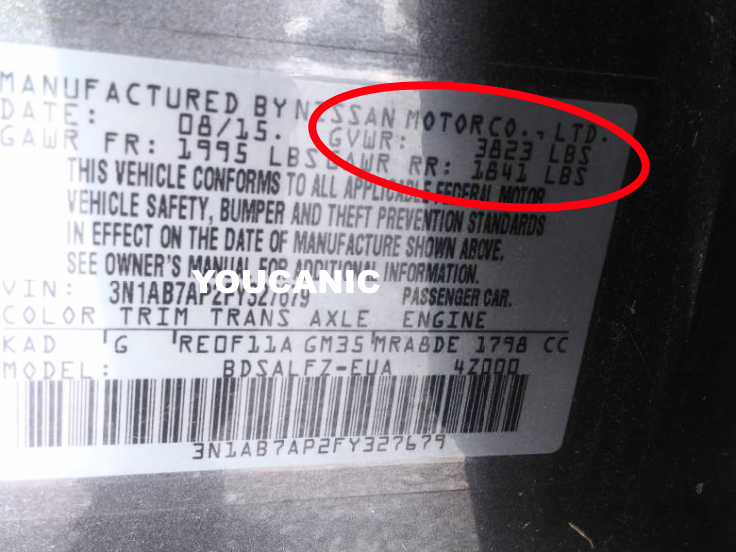 MANUFACTURED BY NISSAN MOTOR CO., LTD.
DATE: 08/15. GVWR: 3823 LBS
GAWR FR: 1995 LBS GAWR RR: 1841 LBS
THIS VEHICLE CONFORMS TO ALL APPLICABLE FEDERAL MOTOR
VEHICLE SAFETY, BUMPER AND THEFT PREVENTION STANDARDS
IN EFFECT ON THE DATE OF MANUFACTURE SHOWN ABOVE.
SEE OWNER'S MANUAL FOR ADDITIONAL INFORMATION.
YOUCANIC
VIN: 3N1AB7AP2FY327679 PASSENGER CAR.
COLOR TRIM TRANS AXLE ENGINE
KAD G RE0F11A GM35 MRA8DE 1798 CC
MODEL: BDSALFZ-EUA 4Z000
3N1AB7AP2FY327679